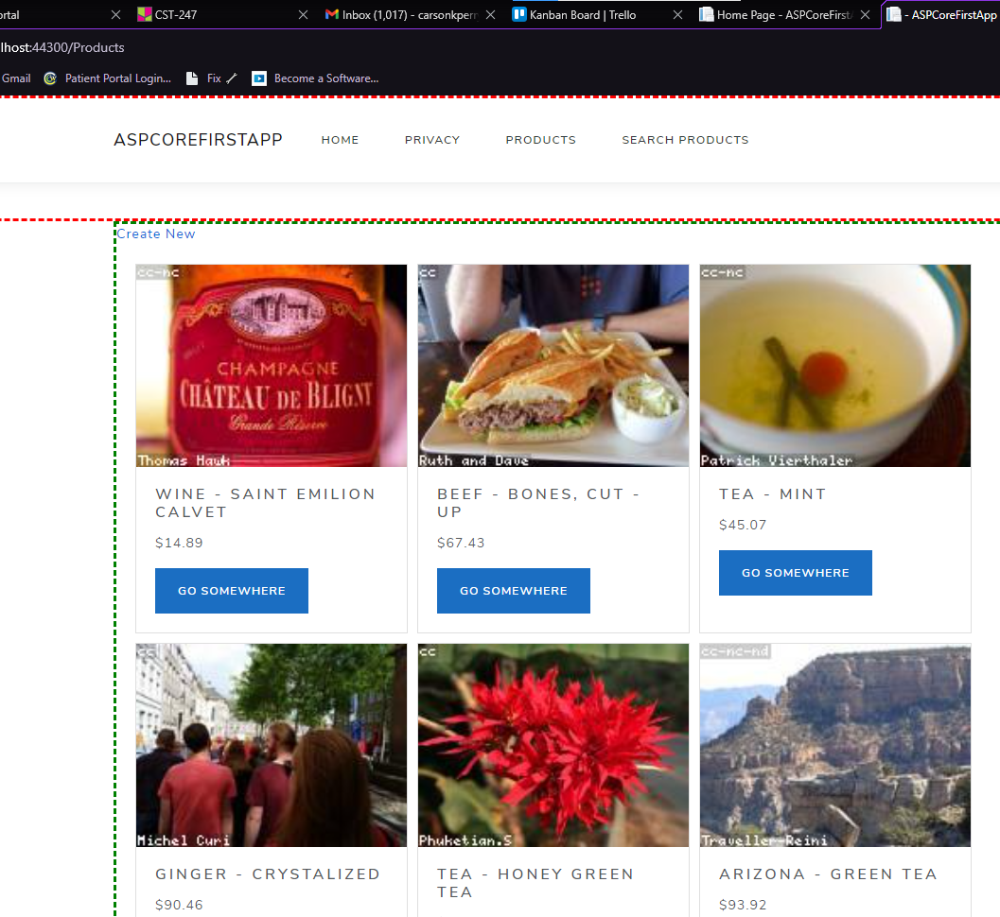 ortal
CST-247
Inbox (1,017) - carsonkperr
Kanban Board | Trello
Home Page - ASPCoreFirstA
- ASPCoreFirstApp
lhost:44300/Products
Gmail
Patient Portal Login...
Fix
Become a Software...
ASPCOREFIRSTAPP
HOME
PRIVACY
PRODUCTS
SEARCH PRODUCTS
Create New
cc-nc
CHAMPAGNE
CHÂTEAU DE BLIGNY
Grande Réserve
Thomas Hawk
cc
Ruth and Dave
cc-nc
Patrick Vierthaler
WINE - SAINT EMILION
CALVET
$14.89
GO SOMEWHERE
BEEF - BONES, CUT -
UP
$67.43
GO SOMEWHERE
TEA - MINT
$45.07
GO SOMEWHERE
cc
Michel Curi
cc
Phuketian.S
cc-nc-nd
Traveller-Reini
GINGER - CRYSTALIZED
$90.46
TEA - HONEY GREEN
TEA
ARIZONA - GREEN TEA
$93.92